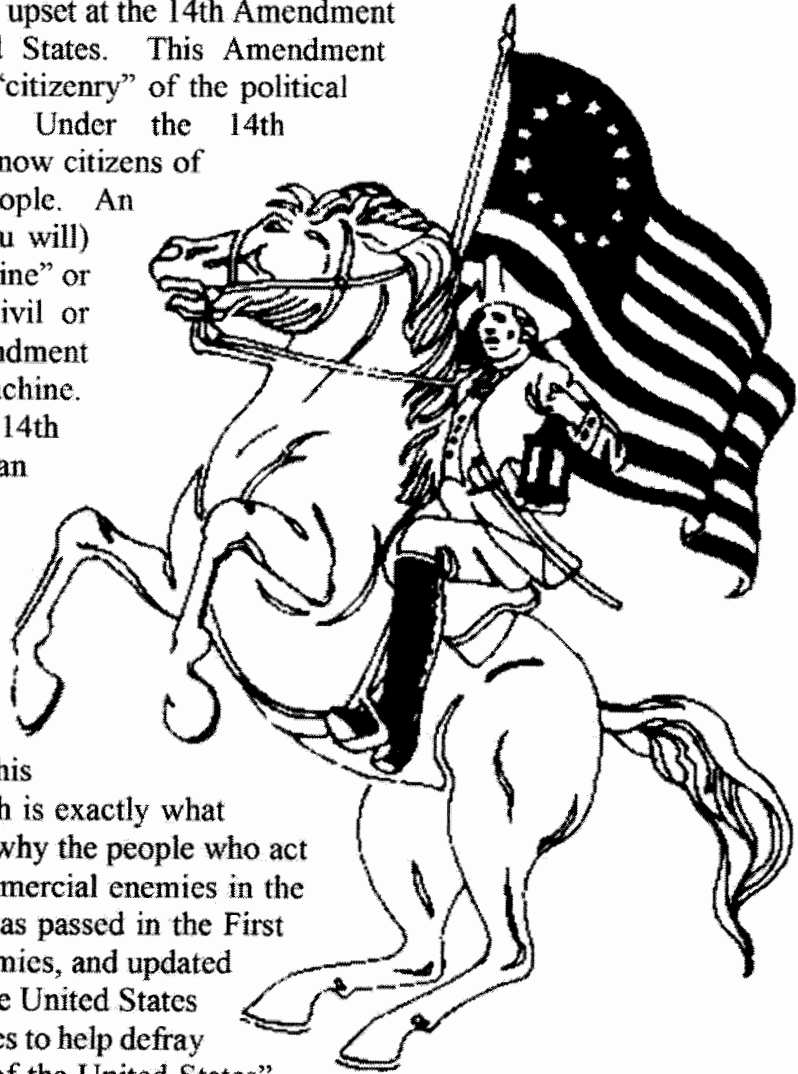 upset at the 14th Amendment
States. This Amendment
“citizenry” of the political
Under the 14th
now citizens of
ople. An
u will)
ine” or
ivil or
ndment
chine.
14th
an
his
h is exactly what
why the people who act
mercial enemies in the
as passed in the First
mies, and updated
e United States
es to help defray
of the United States”